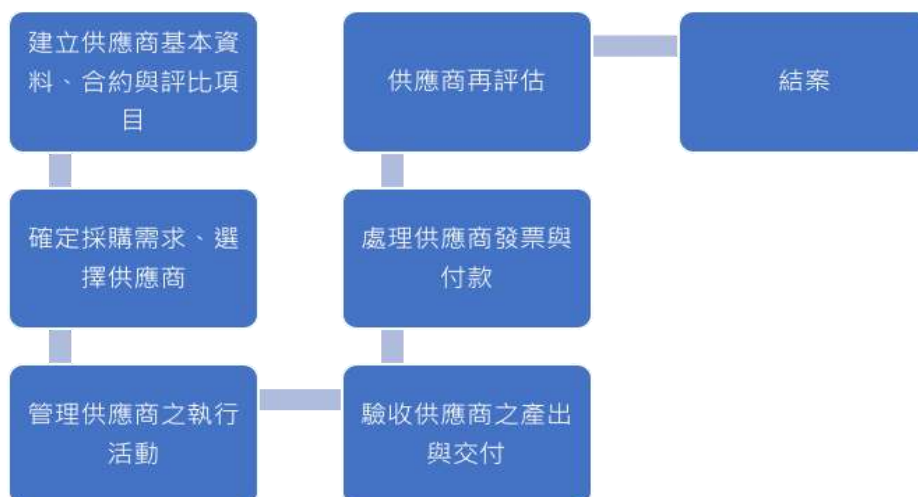 建立供應商基本資
料、合約與評比項
目
確定採購需求、選
擇供應商
管理供應商之執行
活動
驗收供應商之產出
與交付
處理供應商發票與
付款
供應商再評估
結案